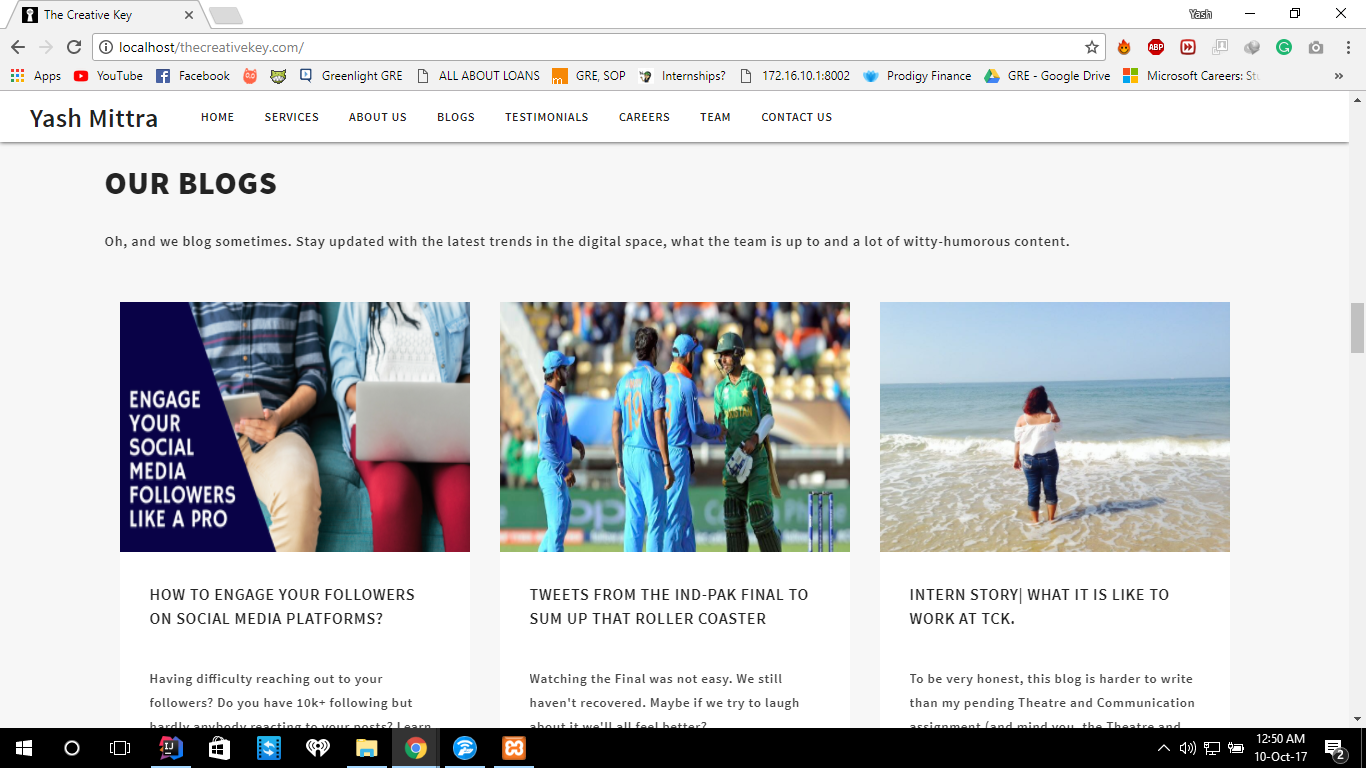 The Creative Key
Yash
localhost/thecreativekey.com/
ABP
Apps
YouTube
Facebook
Greenlight GRE
ALL ABOUT LOANS
GRE, SOP
Internships?
172.16.10.1:8002
Prodigy Finance
GRE - Google Drive
Microsoft Careers: Stu
Yash Mittra
HOME
SERVICES
ABOUT US
BLOGS
TESTIMONIALS
CAREERS
TEAM
CONTACT US
OUR BLOGS
Oh, and we blog sometimes. Stay updated with the latest trends in the digital space, what the team is up to and a lot of witty-humorous content.
ENGAGE
YOUR
SOCIAL
MEDIA
FOLLOWERS
LIKE A PRO
HOW TO ENGAGE YOUR FOLLOWERS
ON SOCIAL MEDIA PLATFORMS?
Having difficulty reaching out to your
followers? Do you have 10k+ following but
hardly anybody reacting to your posts? Learn
TWEETS FROM THE IND-PAK FINAL TO
SUM UP THAT ROLLER COASTER
Watching the Final was not easy. We still
haven't recovered. Maybe if we try to laugh
about it we'll all feel better?
INTERN STORY| WHAT IT IS LIKE TO
WORK AT TCK.
To be very honest, this blog is harder to write
than my pending Theatre and Communication
assignment (and mind you, the Theatre and
12:50 AM
10-Oct-17
2